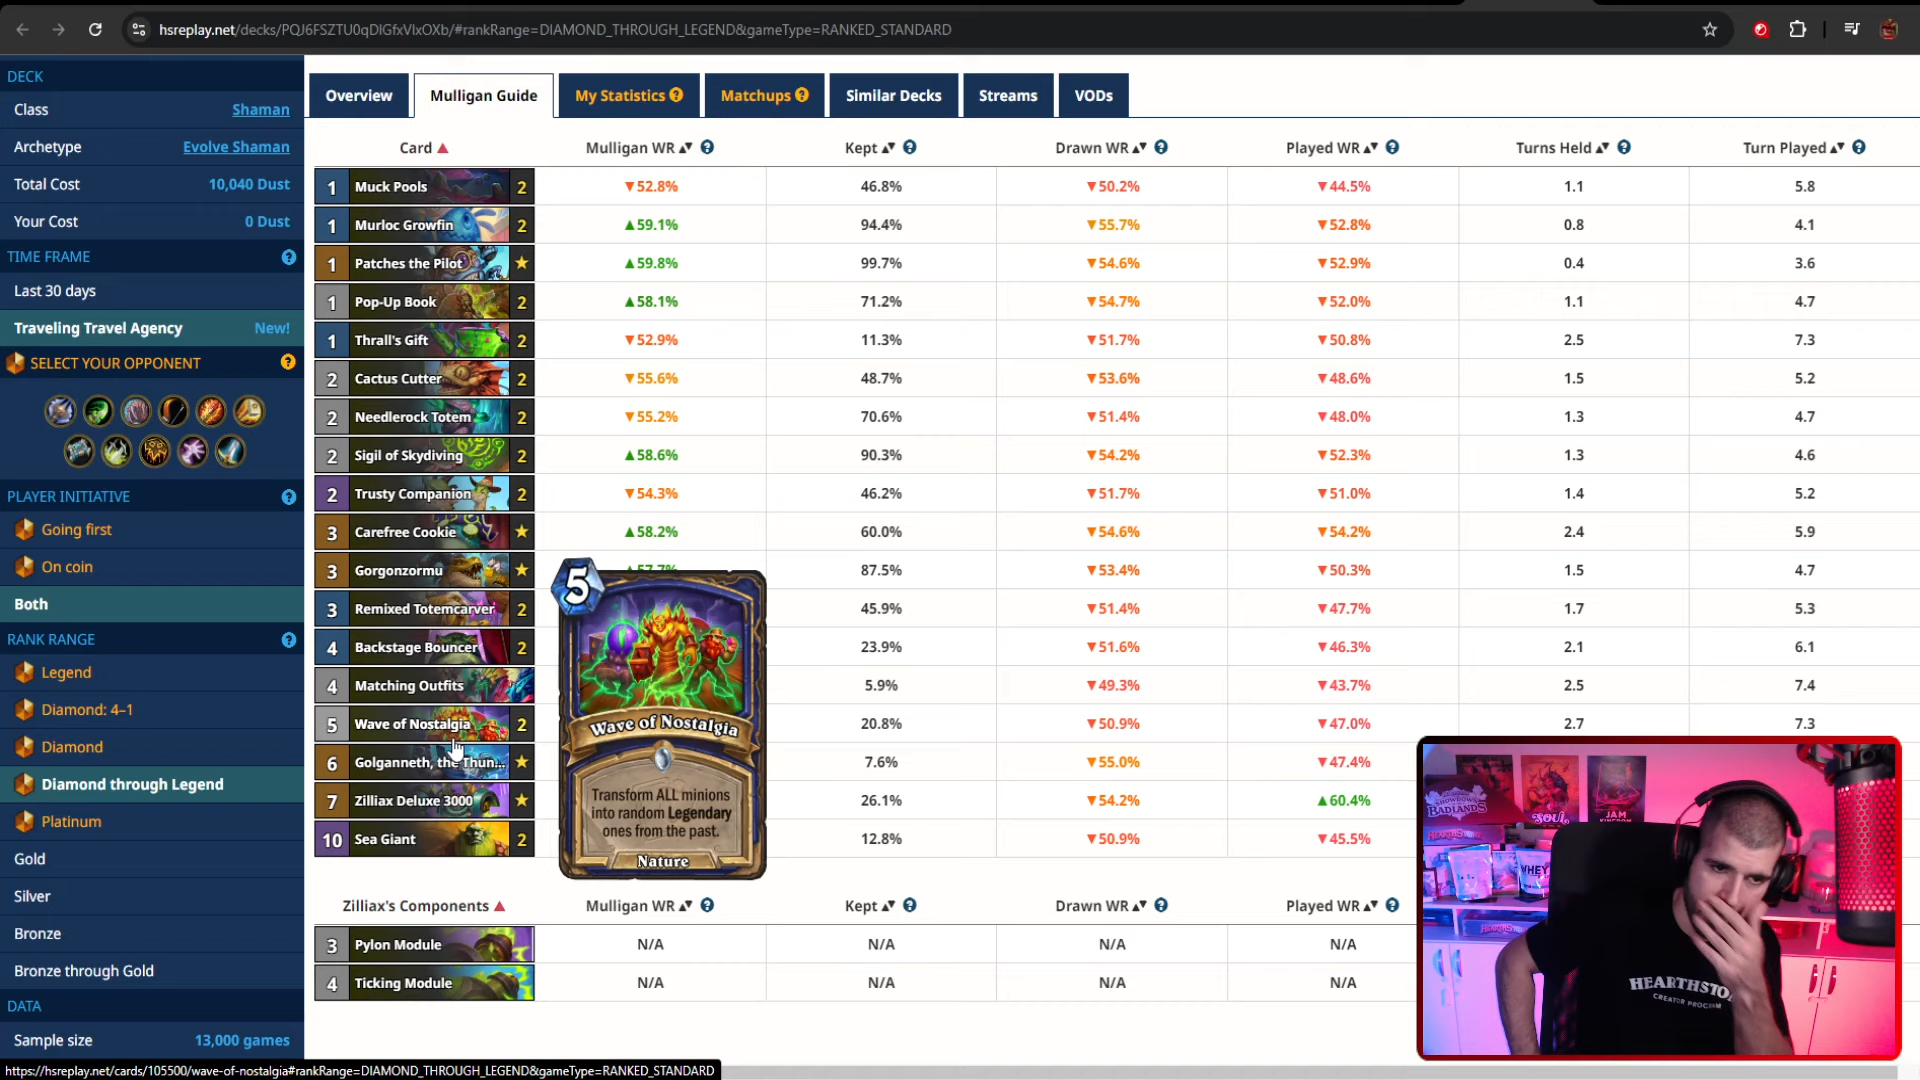 hsreplay.net/decks/PQJ6FSZTU0qDIGfxVlxOXb/#rankRange=DIAMOND_THROUGH_LEGEND&gameType=RANKED_STANDARD
DECK
Class Shaman
Archetype Evolve Shaman
Total Cost 10,040 Dust
Your Cost 0 Dust
TIME FRAME
Last 30 days
Traveling Travel Agency New!
SELECT YOUR OPPONENT
PLAYER INITIATIVE
Going first
On coin
Both
RANK RANGE
Legend
Diamond: 4–1
Diamond
Diamond through Legend
Platinum
Gold
Silver
Bronze
Bronze through Gold
DATA
Sample size 13,000 games
Overview Mulligan Guide My Statistics Matchups Similar Decks Streams VODs
Card Mulligan WR Kept Drawn WR Played WR Turns Held Turn Played
1 Muck Pools 2 52.8% 46.8% 50.2% 44.5% 1.1 5.8
1 Murloc Growfin 2 59.1% 94.4% 55.7% 52.8% 0.8 4.1
1 Patches the Pilot 59.8% 99.7% 54.6% 52.9% 0.4 3.6
1 Pop-Up Book 2 58.1% 71.2% 54.7% 52.0% 1.1 4.7
1 Thrall's Gift 2 52.9% 11.3% 51.7% 50.8% 2.5 7.3
2 Cactus Cutter 2 55.6% 48.7% 53.6% 48.6% 1.5 5.2
2 Needlerock Totem 2 55.2% 70.6% 51.4% 48.0% 1.3 4.7
2 Sigil of Skydiving 2 58.6% 90.3% 54.2% 52.3% 1.3 4.6
2 Trusty Companion 2 54.3% 46.2% 51.7% 51.0% 1.4 5.2
3 Carefree Cookie 58.2% 60.0% 54.6% 54.2% 2.4 5.9
3 Gorgonzormu 57.7% 87.5% 53.4% 50.3% 1.5 4.7
3 Remixed Totemcarver 2 45.9% 51.4% 47.7% 1.7 5.3
4 Backstage Bouncer 2 23.9% 51.6% 46.3% 2.1 6.1
4 Matching Outfits 5.9% 49.3% 43.7% 2.5 7.4
5 Wave of Nostalgia 2 20.8% 50.9% 47.0% 2.7 7.3
6 Golganneth, the Thun... 7.6% 55.0% 47.4%
7 Zilliax Deluxe 3000 26.1% 54.2% 60.4%
10 Sea Giant 2 12.8% 50.9% 45.5%
5
Wave of Nostalgia
Transform ALL minions
into random Legendary
ones from the past.
Nature
Zilliax's Components Mulligan WR Kept Drawn WR Played WR
3 Pylon Module N/A N/A N/A N/A
4 Ticking Module N/A N/A N/A N/A
SHOWDOWN
BADLANDS
SOUL
JAM
WHEY
HEARTHSTO
CREATOR PROGRAM
https://hsreplay.net/cards/105500/wave-of-nostalgia#rankRange=DIAMOND_THROUGH_LEGEND&gameType=RANKED_STANDARD